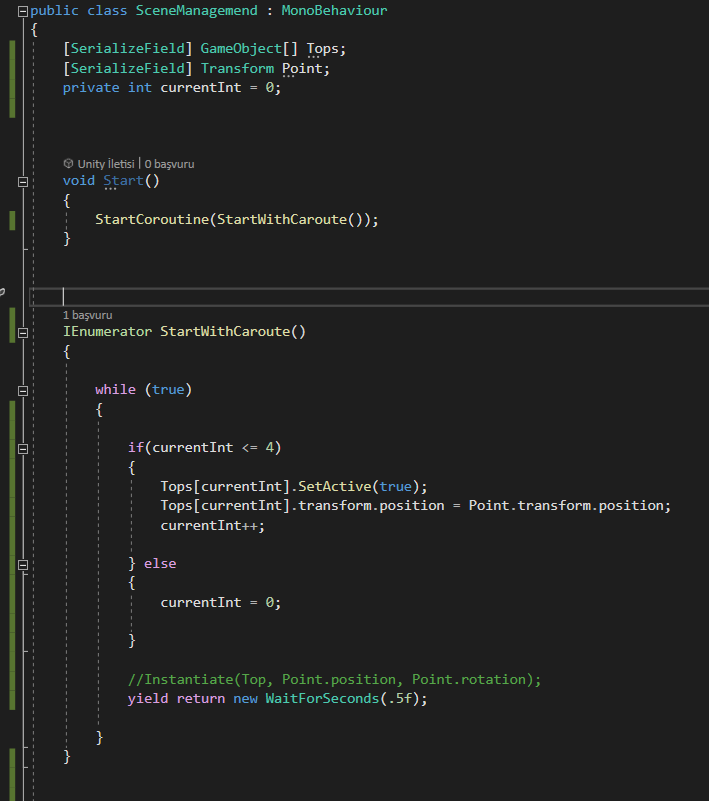 public class SceneManagemend : MonoBehaviour
{
[SerializeField] GameObject[] Tops;
[SerializeField] Transform Point;
private int currentInt = 0;
Unity İletisi | 0 başvuru
void Start()
{
StartCoroutine(StartWithCaroute());
}
1 başvuru
IEnumerator StartWithCaroute()
{
while (true)
{
if(currentInt <= 4)
{
Tops[currentInt].SetActive(true);
Tops[currentInt].transform.position = Point.transform.position;
currentInt++;
} else
{
currentInt = 0;
}
//Instantiate(Top, Point.position, Point.rotation);
yield return new WaitForSeconds(.5f);
}
}